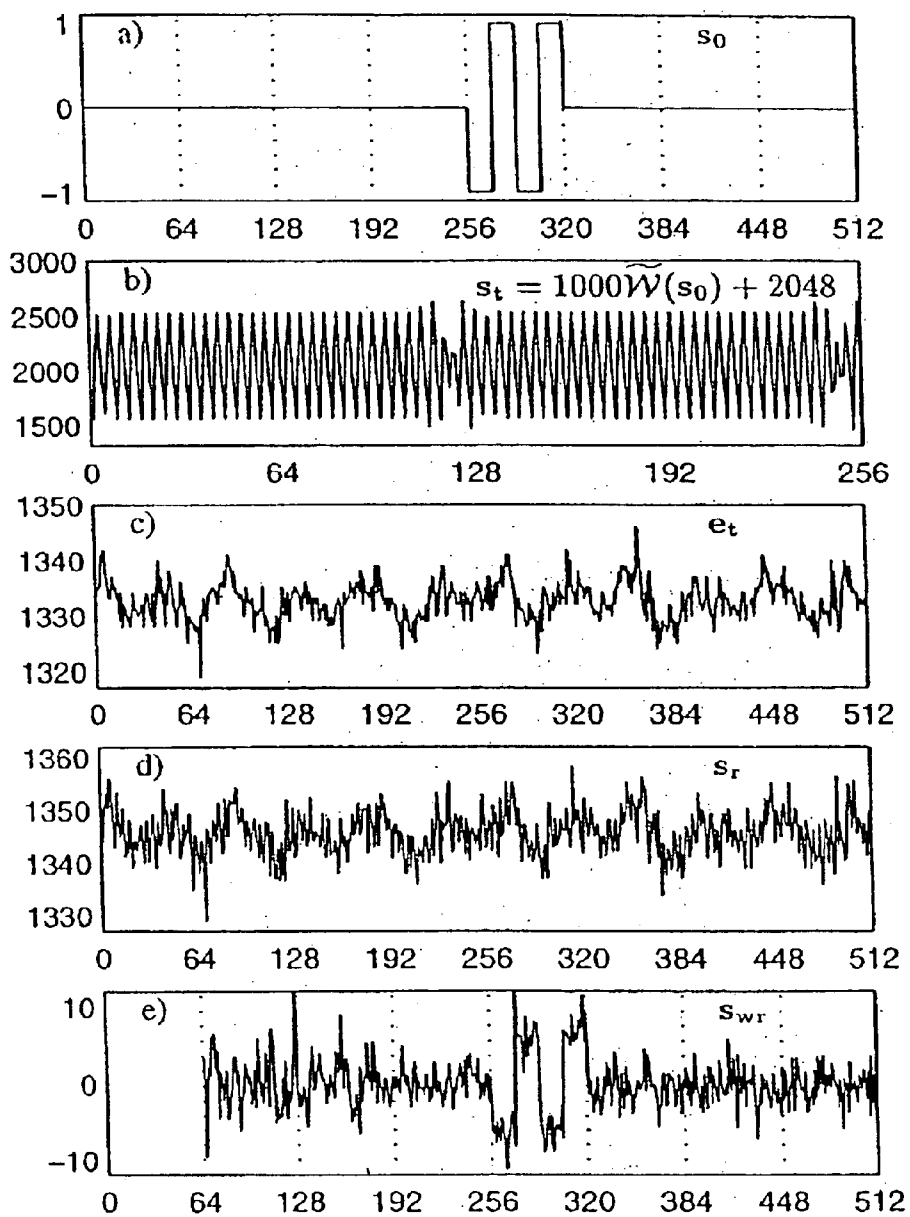 a) s₀
1
0
−1
0 64 128 192 256 320 384 448 512
b) sₜ = 1000𝒲̃(s₀) + 2048
3000
2500
2000
1500
0 64 128 192 256
c) eₜ
1350
1340
1330
1320
0 64 128 192 256 320 384 448 512
d) sᵣ
1360
1350
1340
1330
0 64 128 192 256 320 384 448 512
e) s_wr
10
0
−10
0 64 128 192 256 320 384 448 512